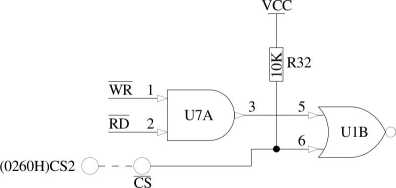 VCC
10K R32
WR 1
U7A
3
5
RD 2
U1B
6
(0260H)CS2
CS